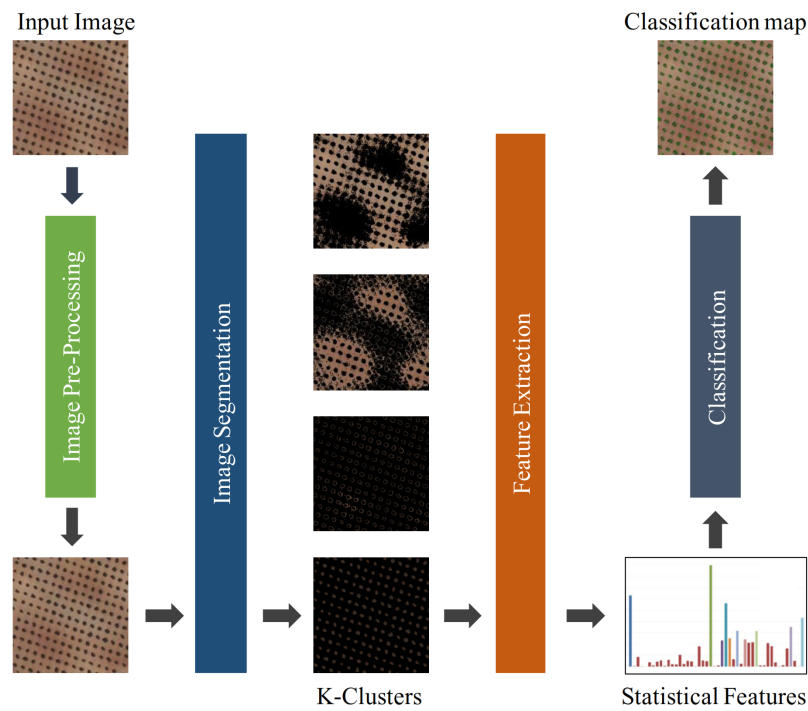 Input Image
Classification map
Image Pre-Processing
Image Segmentation
Feature Extraction
Classification
K-Clusters
Statistical Features